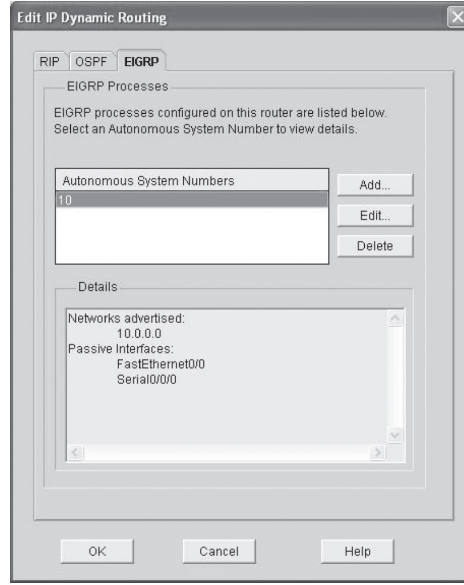 Edit IP Dynamic Routing
RIP OSPF EIGRP
EIGRP Processes
EIGRP processes configured on this router are listed below.
Select an Autonomous System Number to view details.
Autonomous System Numbers
10
Add...
Edit...
Delete
Details
Networks advertised:
10.0.0.0
Passive Interfaces:
FastEthernet0/0
Serial0/0/0
OK Cancel Help